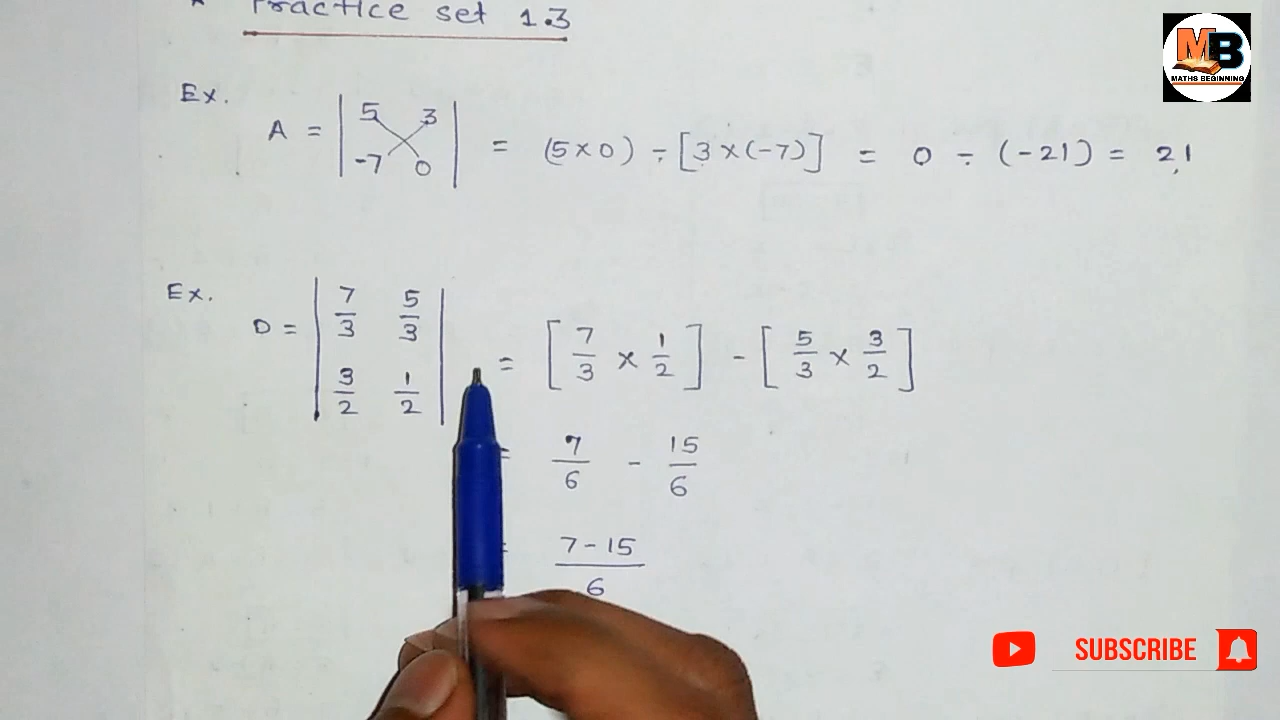 * Practice set 1.3
MB
MATHS BEGINNING
Ex. A = | 5 3 | = (5 × 0) ÷ [3 × (-7)] = 0 ÷ (-21) = 21
| -7 0 |
Ex. D = | 7/3 5/3 | = [7/3 × 1/2] - [5/3 × 3/2]
| 3/2 1/2 |
= 7/6 - 15/6
= 7-15/6
SUBSCRIBE